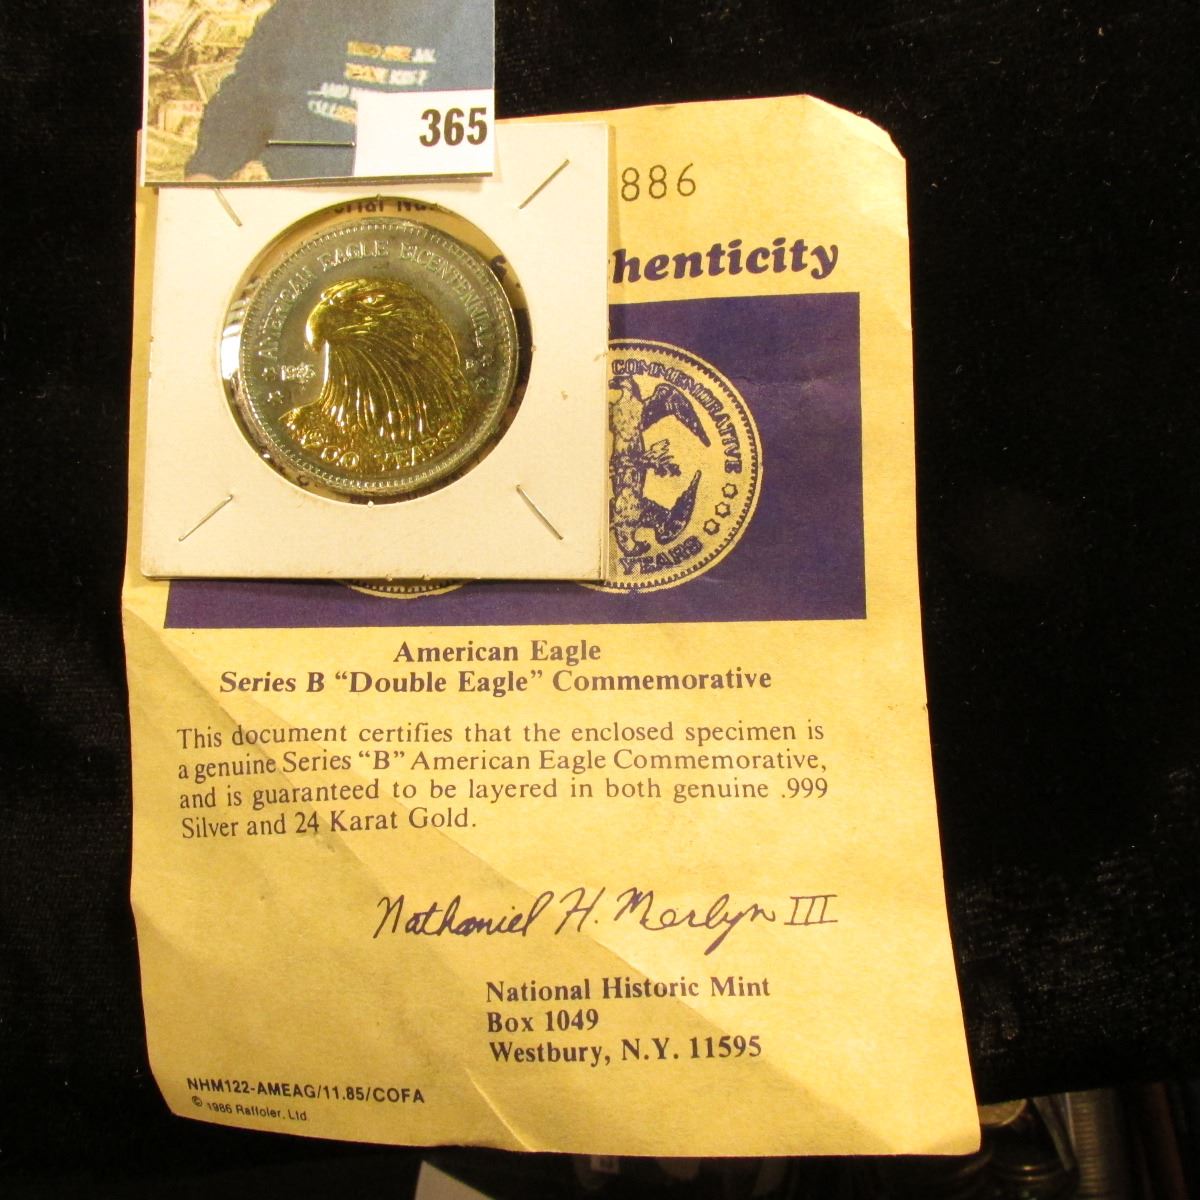 365
886
henticity
AMERICAN EAGLE BICENTENNIAL
1985
200 YEARS
COMMEMORATIVE
YEARS
American Eagle
Series B “Double Eagle” Commemorative
This document certifies that the enclosed specimen is
a genuine Series “B” American Eagle Commemorative,
and is guaranteed to be layered in both genuine .999
Silver and 24 Karat Gold.
Nathaniel H. Merlyn III
National Historic Mint
Box 1049
Westbury, N.Y. 11595
NHM122-AMEAG/11.85/COFA
© 1986 Raffoler, Ltd.